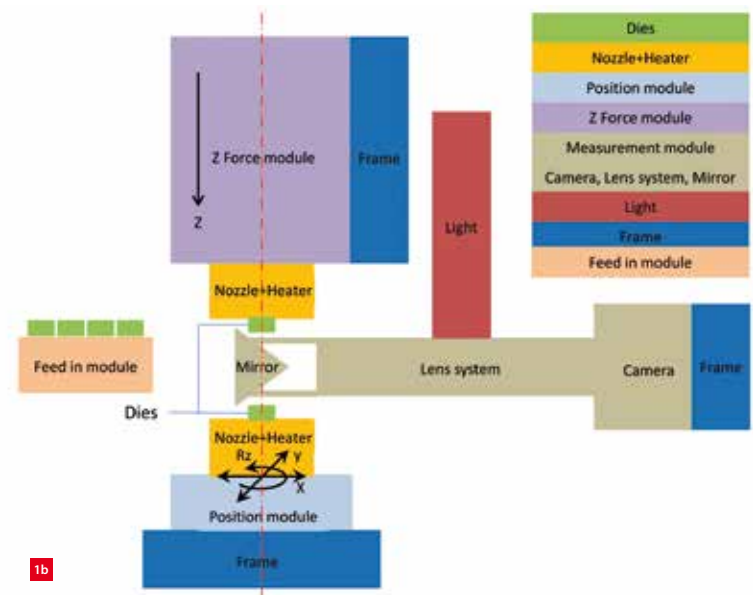 Dies
Nozzle+Heater
Position module
Z Force module
Measurement module
Camera, Lens system, Mirror
Light
Frame
Feed in module
Z Force module
Frame
Z
Light
Nozzle+Heater
Feed in module
Mirror
Lens system
Camera
Frame
Dies
Nozzle+Heater
Rz
Y
X
Position module
Frame
1b